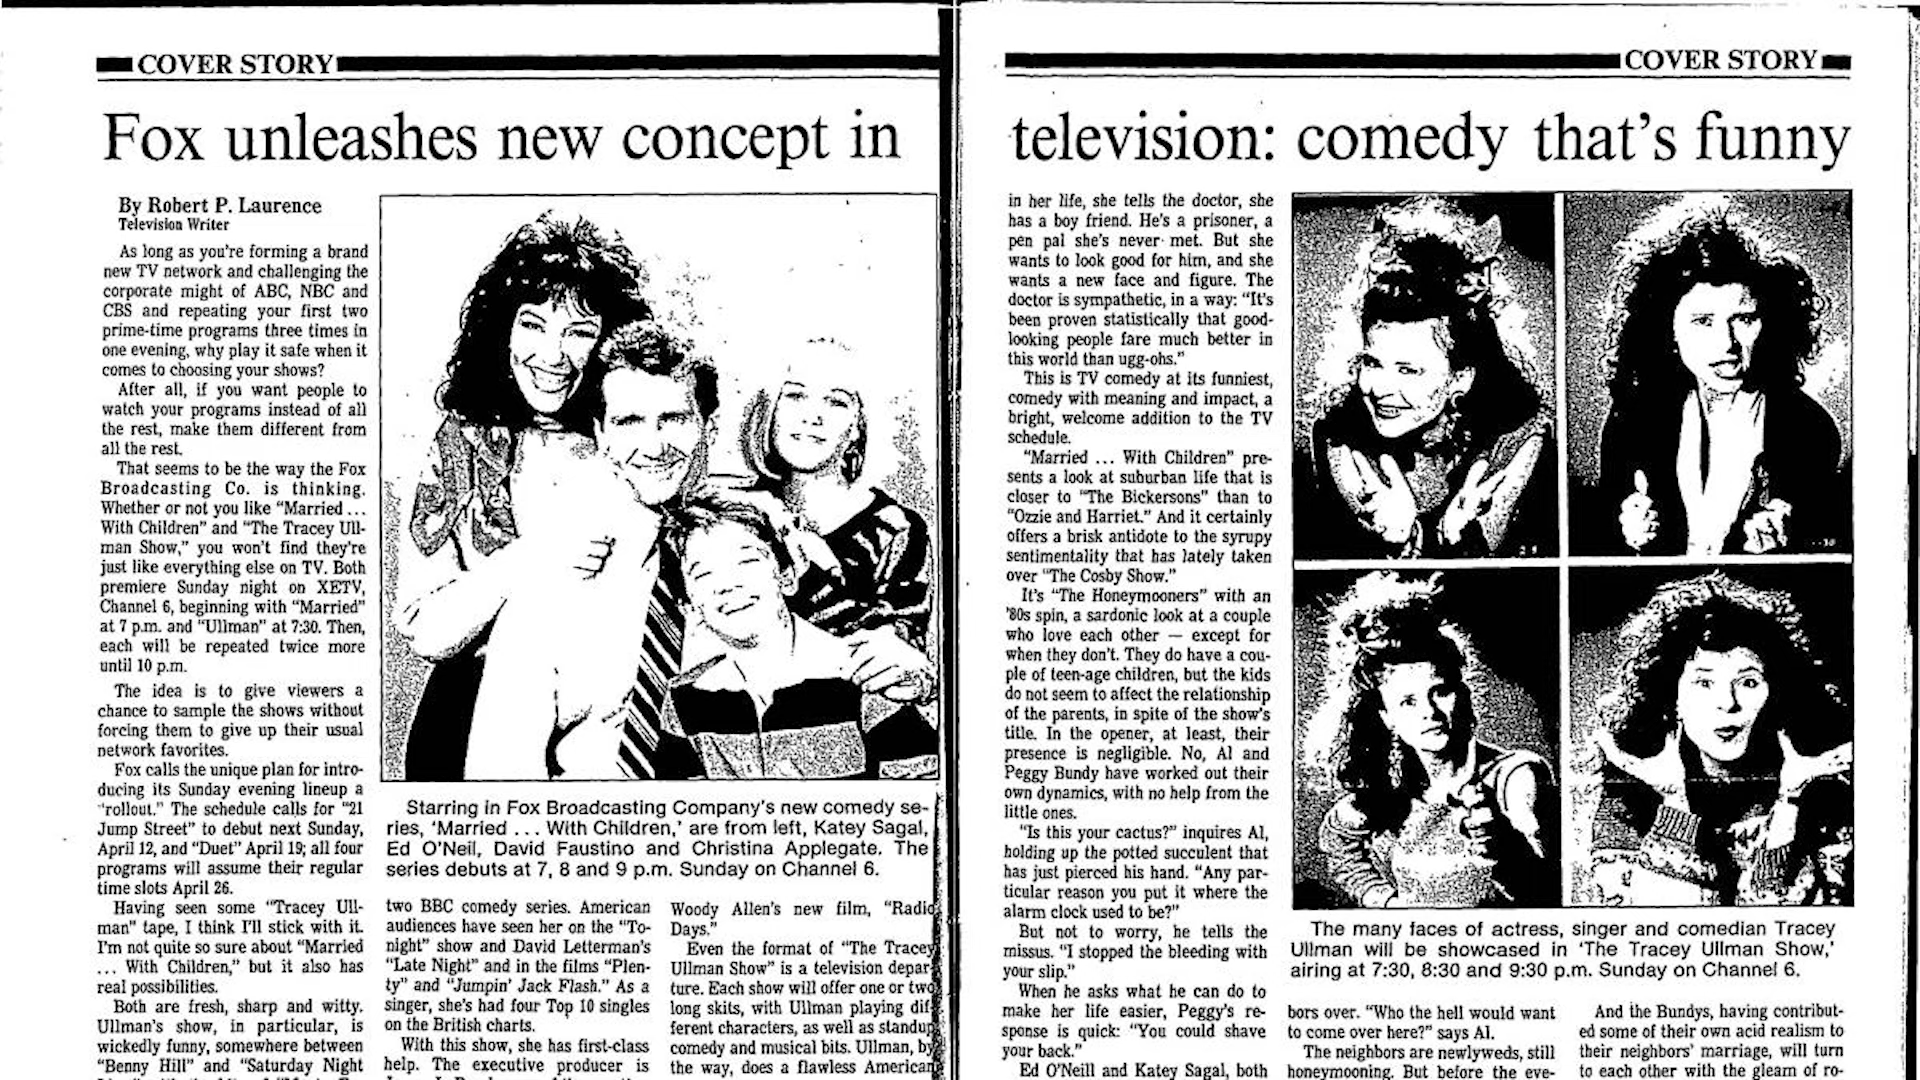 COVER STORY
Fox unleashes new concept in
By Robert P. Laurence
Television Writer
As long as you're forming a brand
new TV network and challenging the
corporate might of ABC, NBC and
CBS and repeating your first two
prime-time programs three times in
one evening, why play it safe when it
comes to choosing your shows?
After all, if you want people to
watch your programs instead of all
the rest, make them different from
all the rest.
That seems to be the way the Fox
Broadcasting Co. is thinking.
Whether or not you like "Married ...
With Children" and "The Tracey Ull-
man Show," you won't find they're
just like everything else on TV. Both
premiere Sunday night on XETV,
Channel 6, beginning with "Married"
at 7 p.m. and "Ullman" at 7:30. Then,
each will be repeated twice more
until 10 p.m.
The idea is to give viewers a
chance to sample the shows without
forcing them to give up their usual
network favorites.
Fox calls the unique plan for intro-
ducing its Sunday evening lineup a
"rollout." The schedule calls for "21
Jump Street" to debut next Sunday,
April 12, and "Duet" April 19; all four
programs will assume their regular
time slots April 26.
Having seen some "Tracey Ull-
man" tape, I think I'll stick with it.
I'm not quite so sure about "Married
... With Children," but it also has
real possibilities.
Both are fresh, sharp and witty.
Ullman's show, in particular, is
wickedly funny, somewhere between
"Benny Hill" and "Saturday Night
Starring in Fox Broadcasting Company's new comedy se-
ries, 'Married ... With Children,' are from left, Katey Sagal,
Ed O'Neil, David Faustino and Christina Applegate. The
series debuts at 7, 8 and 9 p.m. Sunday on Channel 6.
two BBC comedy series. American
audiences have seen her on the "To-
night" show and David Letterman's
"Late Night" and in the films "Plen-
ty" and "Jumpin' Jack Flash." As a
singer, she's had four Top 10 singles
on the British charts.
With this show, she has first-class
help. The executive producer is
Woody Allen's new film, "Radio
Days."
Even the format of "The Tracey
Ullman Show" is a television depar-
ture. Each show will offer one or two
long skits, with Ullman playing dif-
ferent characters, as well as standup
comedy and musical bits. Ullman, by
the way, does a flawless American
COVER STORY
television: comedy that's funny
in her life, she tells the doctor, she
has a boy friend. He's a prisoner, a
pen pal she's never met. But she
wants to look good for him, and she
wants a new face and figure. The
doctor is sympathetic, in a way: "It's
been proven statistically that good-
looking people fare much better in
this world than ugg-ohs."
This is TV comedy at its funniest,
comedy with meaning and impact, a
bright, welcome addition to the TV
schedule.
"Married ... With Children" pre-
sents a look at suburban life that is
closer to "The Bickersons" than to
"Ozzie and Harriet." And it certainly
offers a brisk antidote to the syrupy
sentimentality that has lately taken
over "The Cosby Show."
It's "The Honeymooners" with an
'80s spin, a sardonic look at a couple
who love each other — except for
when they don't. They do have a cou-
ple of teen-age children, but the kids
do not seem to affect the relationship
of the parents, in spite of the show's
title. In the opener, at least, their
presence is negligible. No, Al and
Peggy Bundy have worked out their
own dynamics, with no help from the
little ones.
"Is this your cactus?" inquires Al,
holding up the potted succulent that
has just pierced his hand. "Any par-
ticular reason you put it where the
alarm clock used to be?"
But not to worry, he tells the
missus. "I stopped the bleeding with
your slip."
When he asks what he can do to
make her life easier, Peggy's re-
sponse is quick: "You could shave
your back."
Ed O'Neill and Katey Sagal, both
The many faces of actress, singer and comedian Tracey
Ullman will be showcased in 'The Tracey Ullman Show,'
airing at 7:30, 8:30 and 9:30 p.m. Sunday on Channel 6.
bors over. "Who the hell would want
to come over here?" says Al.
The neighbors are newlyweds, still
honeymooning. But before the eve-
And the Bundys, having contribut-
ed some of their own acid realism to
their neighbors' marriage, will turn
to each other with the gleam of ro-